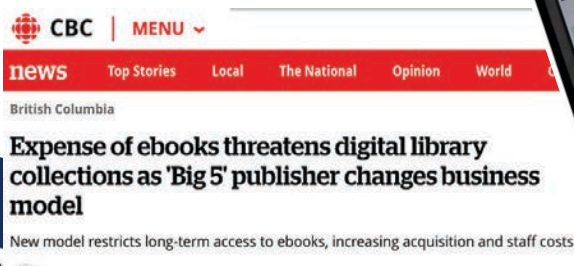 CBC | MENU
news Top Stories Local The National Opinion World
British Columbia
Expense of ebooks threatens digital library
collections as 'Big 5' publisher changes business
model
New model restricts long-term access to ebooks, increasing acquisition and staff costs